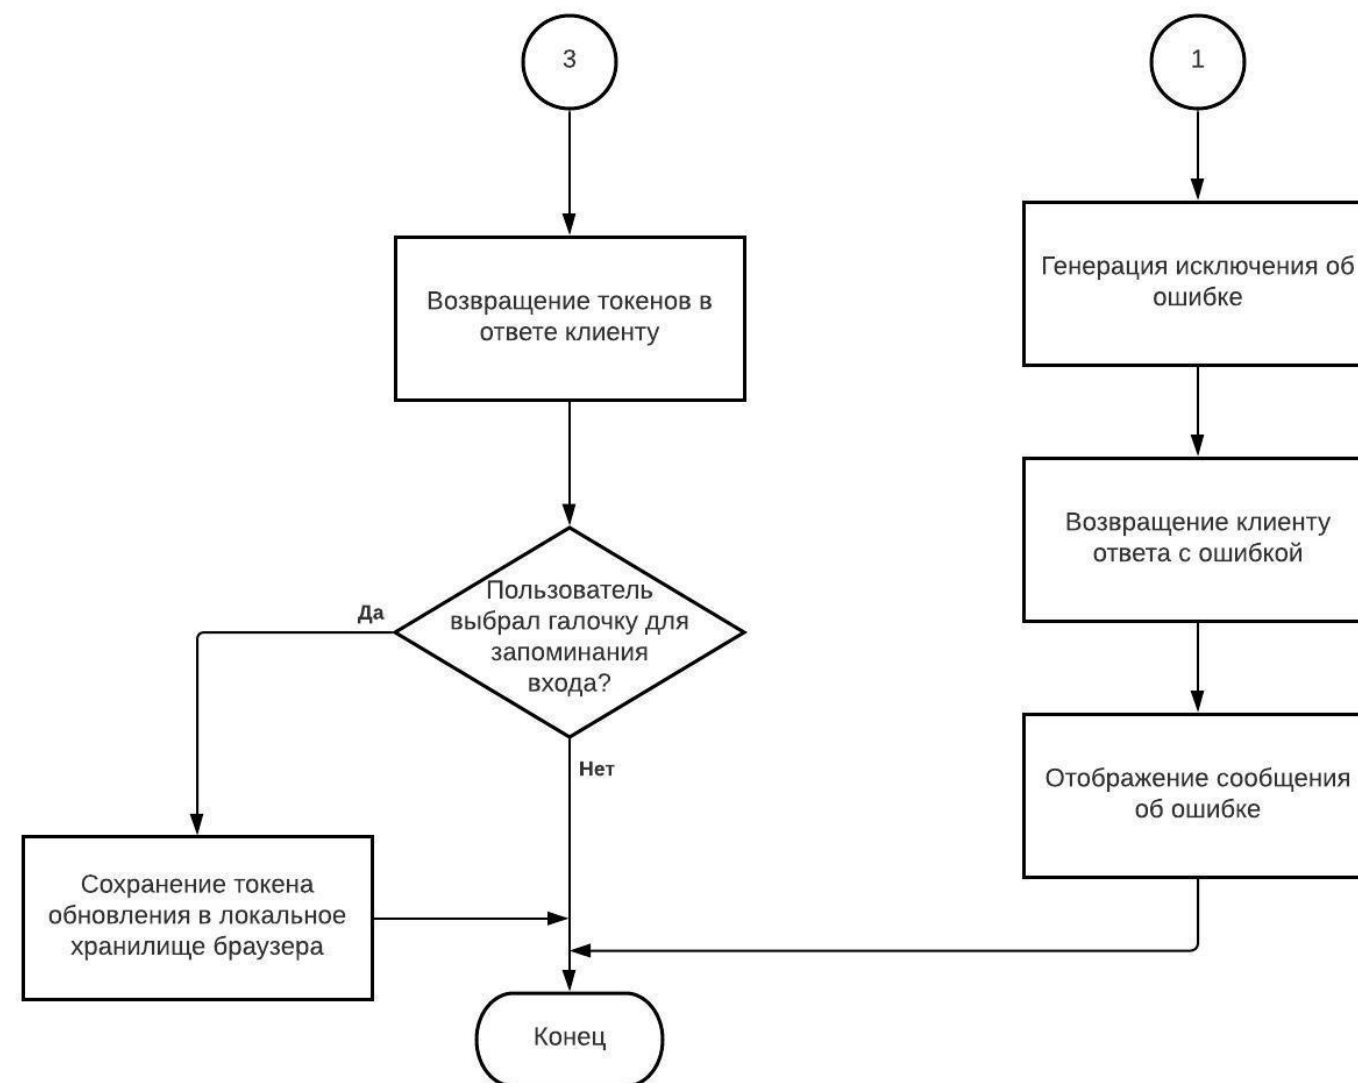 3
Возвращение токенов в
ответе клиенту
Пользователь
выбрал галочку для
запоминания
входа?
Да
Нет
Сохранение токена
обновления в локальное
хранилище браузера
Конец
1
Генерация исключения об
ошибке
Возвращение клиенту
ответа с ошибкой
Отображение сообщения
об ошибке